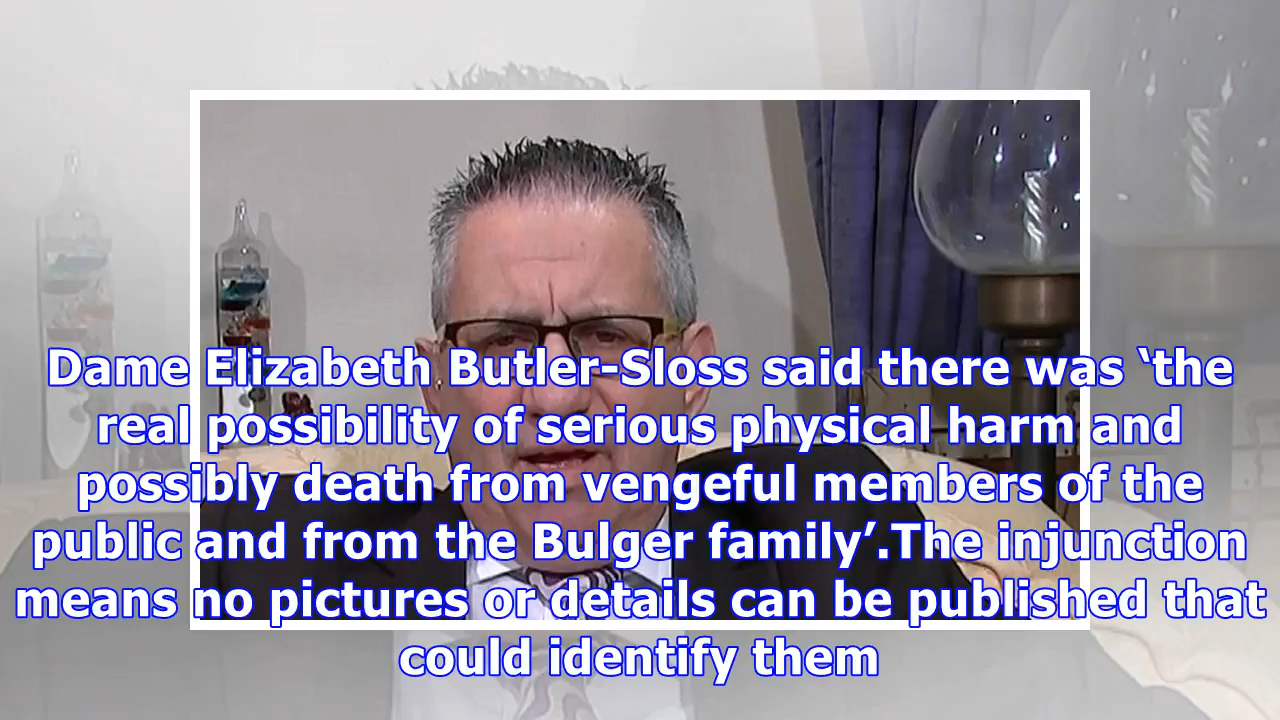 Dame Elizabeth Butler-Sloss said there was ‘the
real possibility of serious physical harm and
possibly death from vengeful members of the
public and from the Bulger family’.The injunction
means no pictures or details can be published that
could identify them